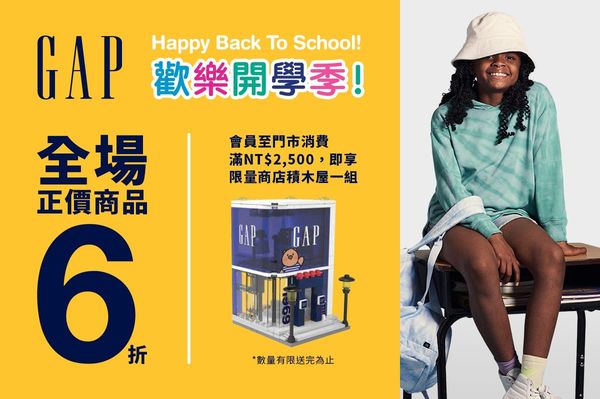 GAP
Happy Back To School!
歡樂開學季!
全場
正價商品
6折
會員至門市消費
滿NT$2,500，即享
限量商店積木屋一組
GAP
GAP
1969
*數量有限送完為止